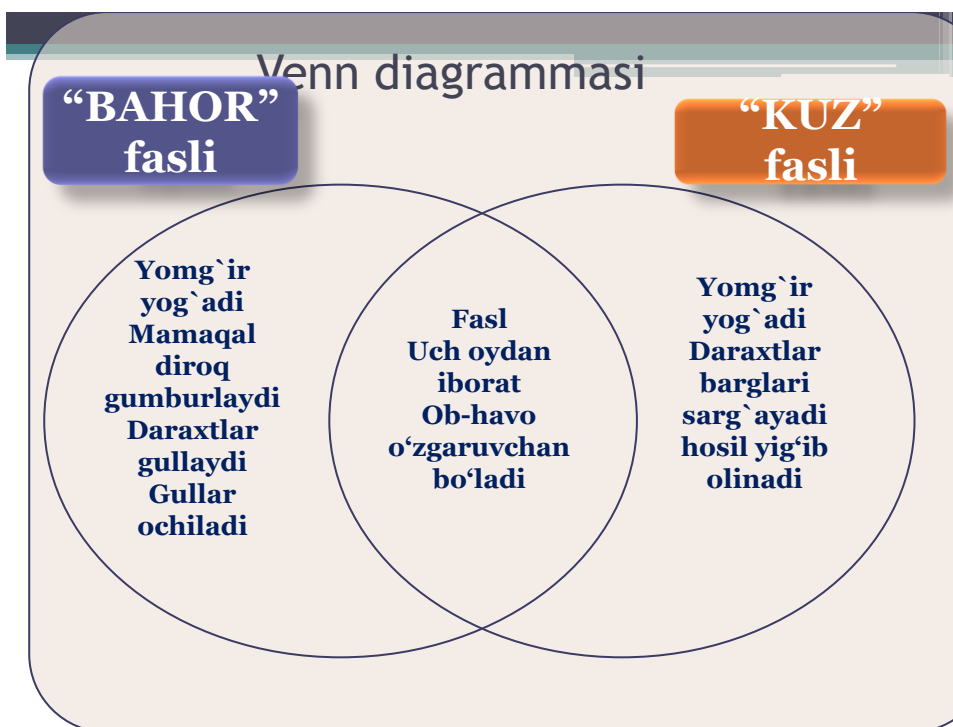 Venn diagrammasi
“BAHOR”
fasli
“KUZ”
fasli
Yomg`ir
yog`adi
Mamaqal
diroq
gumburlaydi
Daraxtlar
gullaydi
Gullar
ochiladi
Fasl
Uch oydan
iborat
Ob-havo
o‘zgaruvchan
bo‘ladi
Yomg`ir
yog`adi
Daraxtlar
barglari
sarg`ayadi
hosil yig‘ib
olinadi